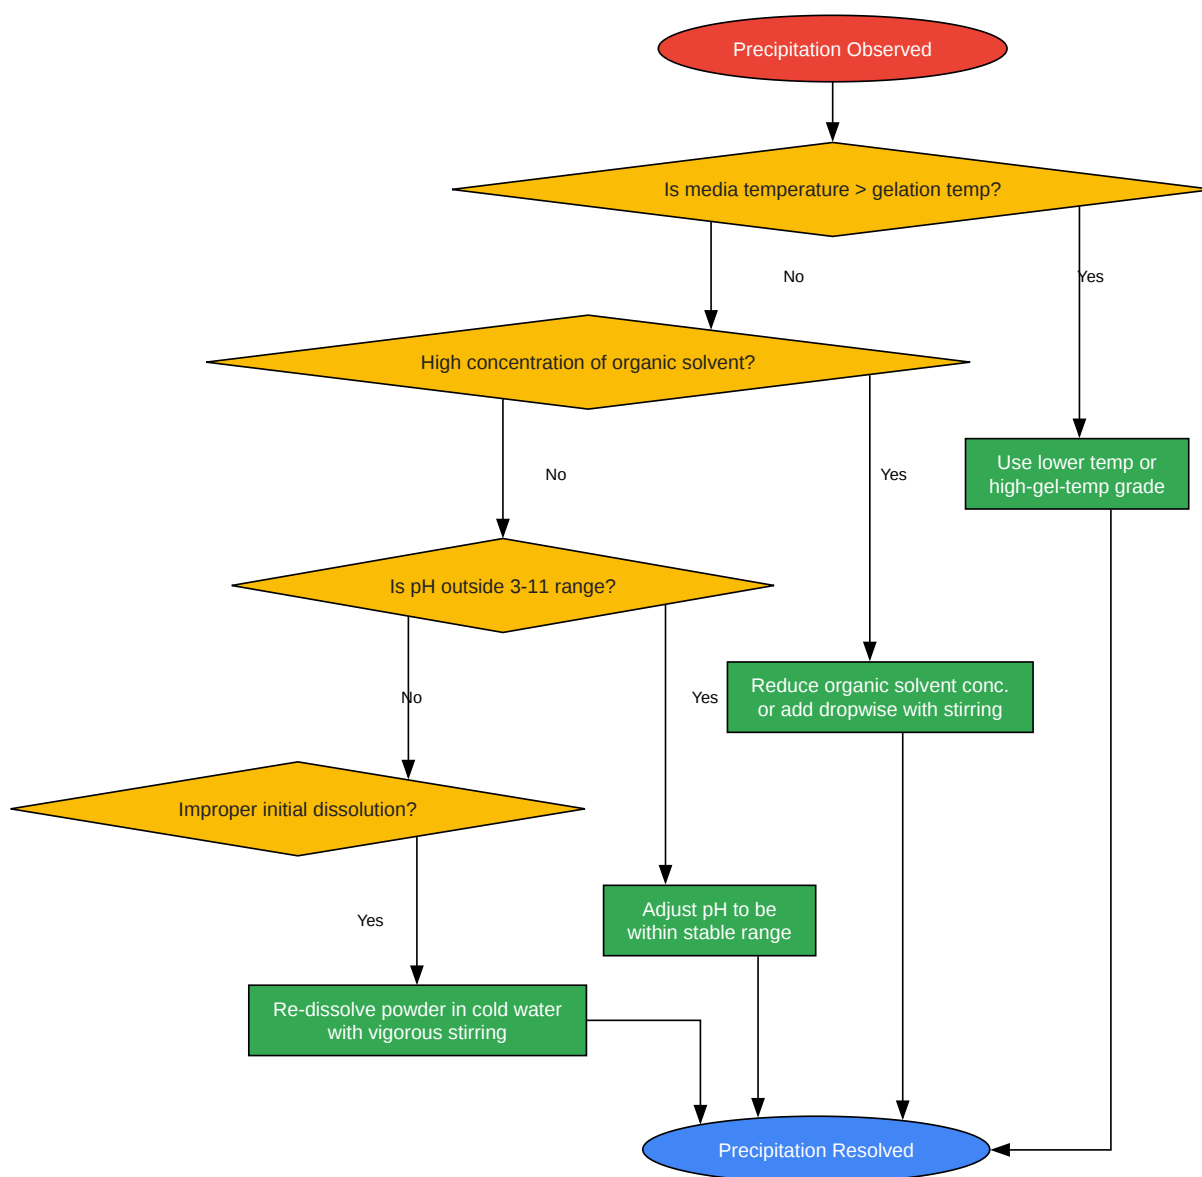 Precipitation Observed
Is media temperature > gelation temp?
No
Yes
High concentration of organic solvent?
Use lower temp or
high-gel-temp grade
No
Yes
Is pH outside 3-11 range?
Reduce organic solvent conc.
or add dropwise with stirring
No
Yes
Improper initial dissolution?
Adjust pH to be
within stable range
Yes
Re-dissolve powder in cold water
with vigorous stirring
Precipitation Resolved